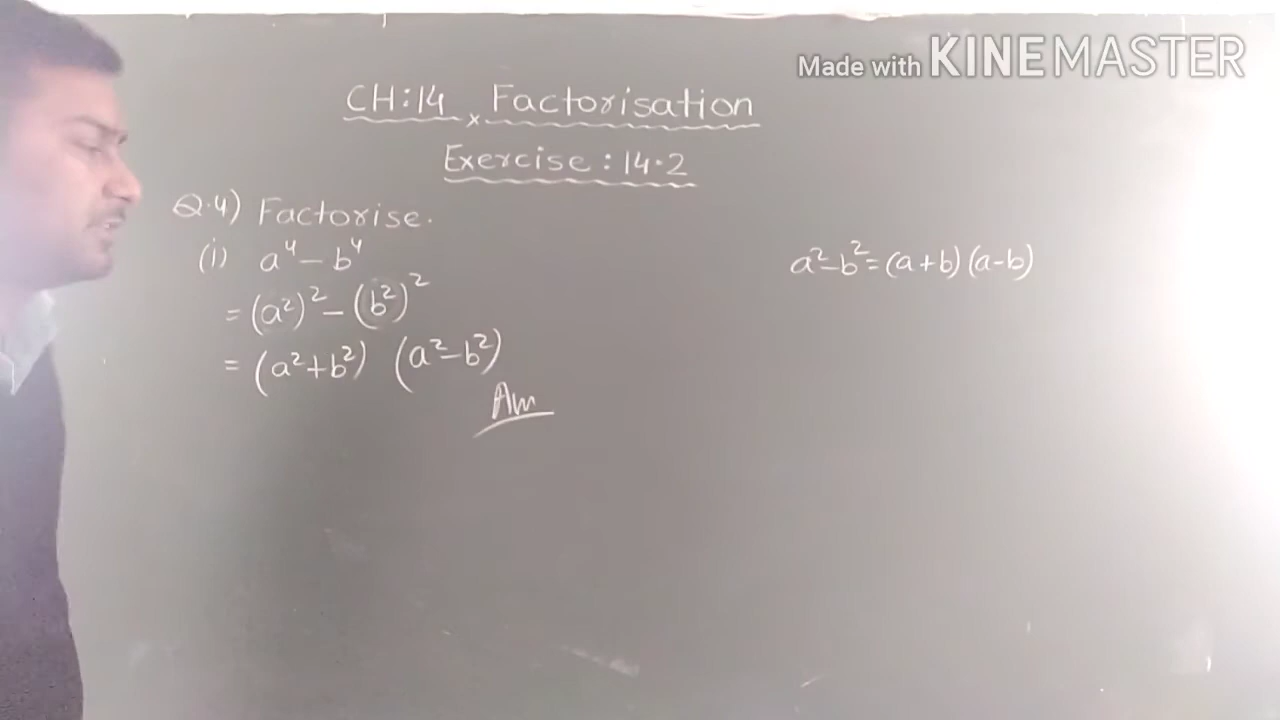 Made with KINEMASTER
CH:14 × Factorisation
Exercise : 14.2
Q.4) Factorise.
(i) a⁴ – b⁴
= (a²)² – (b²)²
= (a²+b²) (a²–b²)
Ans
a²–b² = (a+b) (a-b)